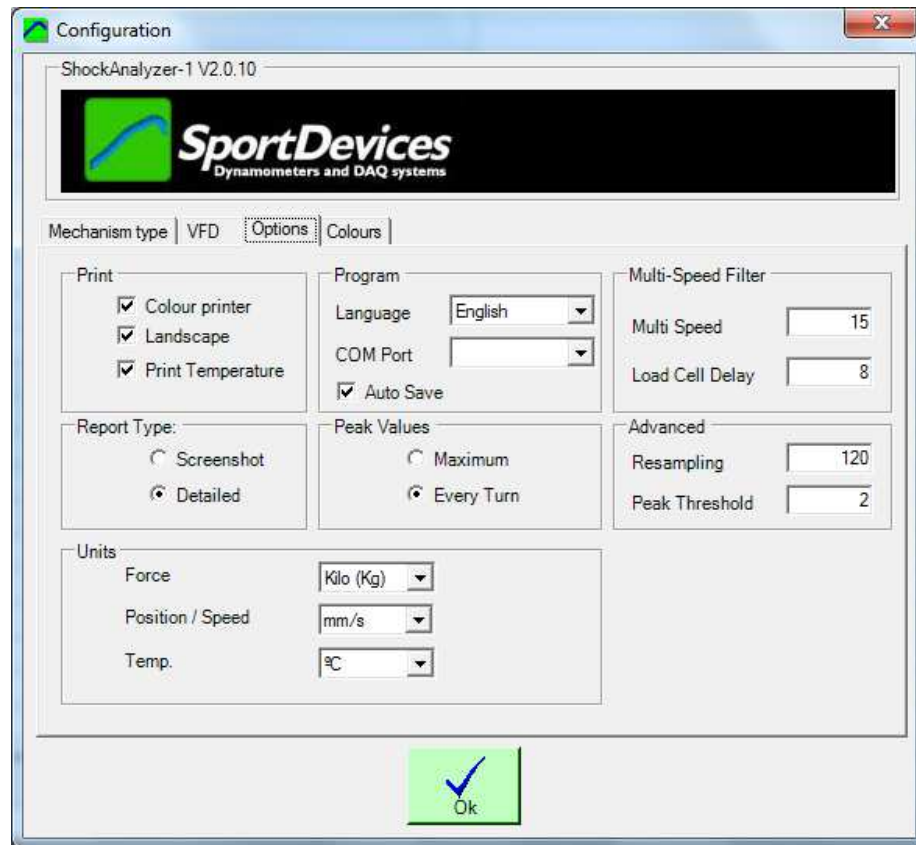 Configuration
ShockAnalyzer-1 V2.0.10
SportDevices
Dynamometers and DAQ systems
Mechanism type VFD Options Colours
Print
Colour printer
Landscape
Print Temperature
Program
Language English
COM Port
Auto Save
Multi-Speed Filter
Multi Speed 15
Load Cell Delay 8
Report Type:
Screenshot
Detailed
Peak Values
Maximum
Every Turn
Advanced
Resampling 120
Peak Threshold 2
Units
Force Kilo (Kg)
Position / Speed mm/s
Temp. ºC
Ok